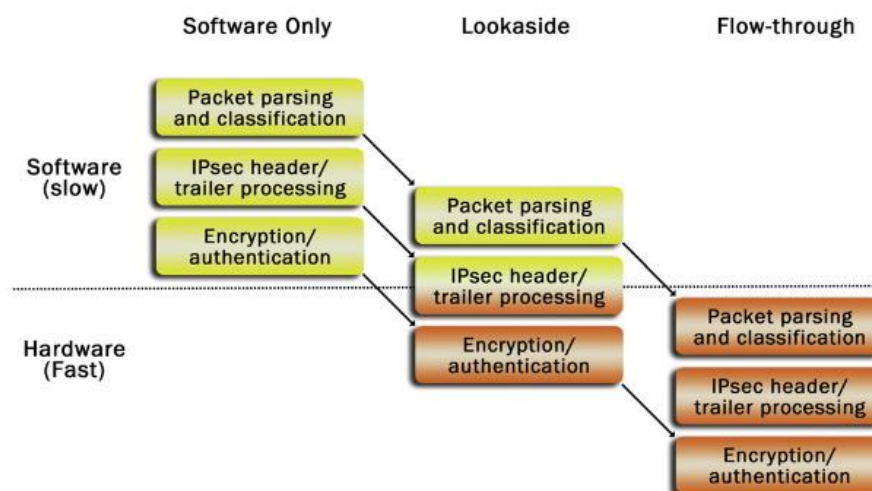 Software Only
Lookaside
Flow-through
Software
(slow)
Packet parsing
and classification
IPsec header/
trailer processing
Encryption/
authentication
Packet parsing
and classification
IPsec header/
trailer processing
Encryption/
authentication
Hardware
(Fast)
Packet parsing
and classification
IPsec header/
trailer processing
Encryption/
authentication